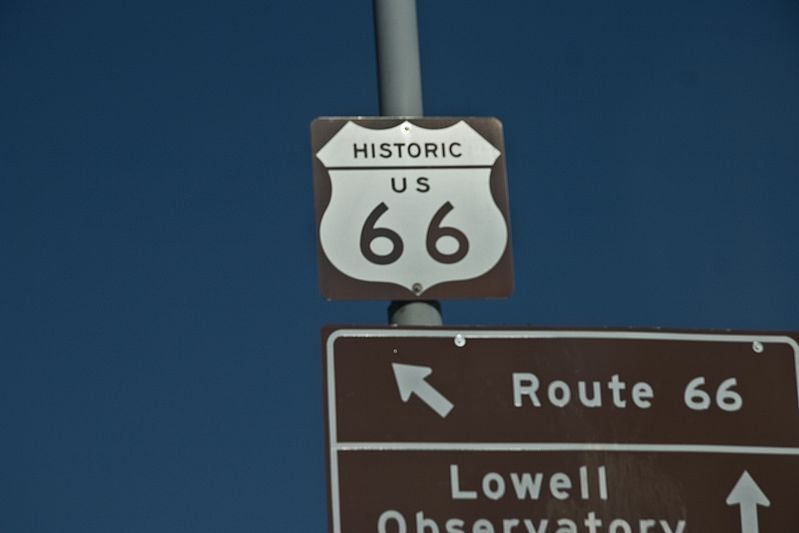 HISTORIC
US
66
Route 66
Lowell
Observatory